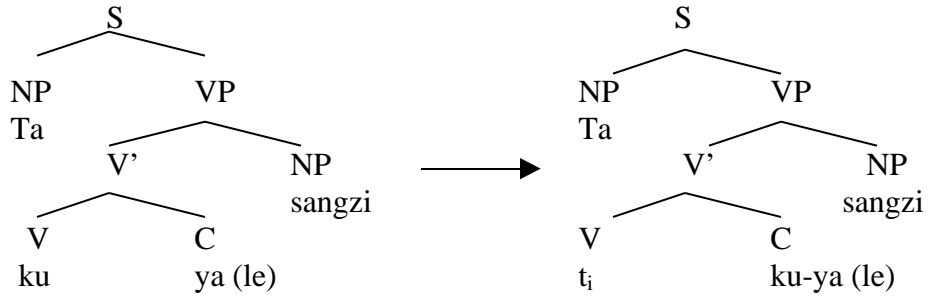 S S
NP VP NP VP
Ta Ta
V’ NP V’ NP
sangzi sangzi
V C V C
ku ya (le) tᵢ ku-ya (le)